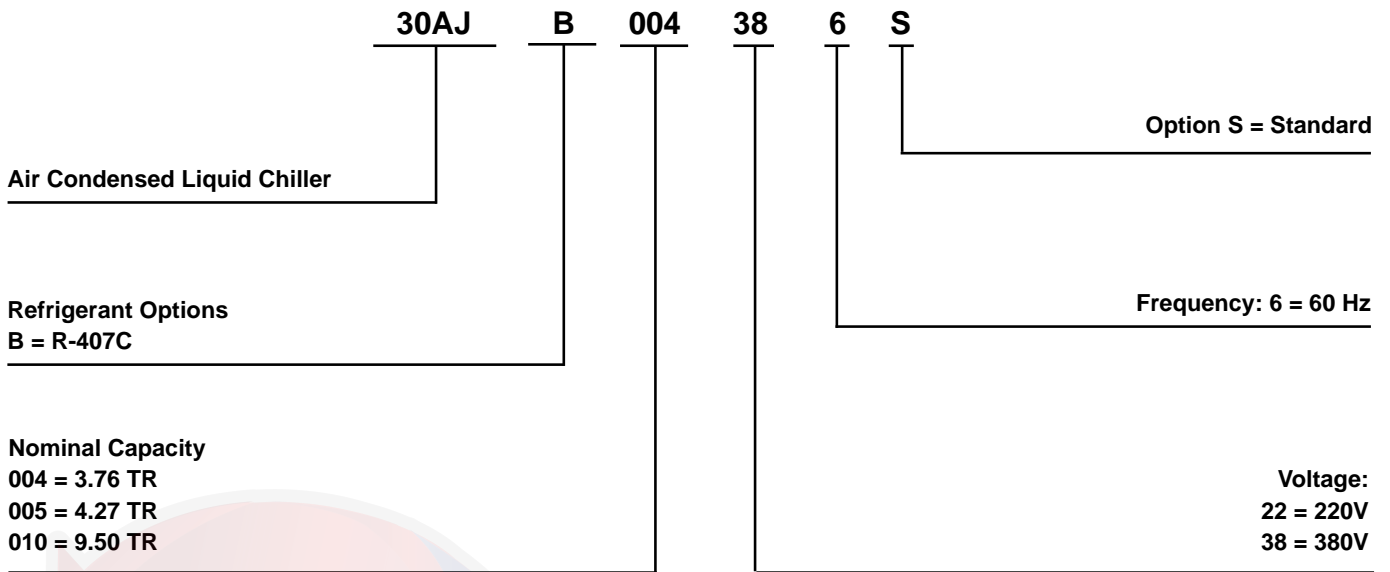 30AJ B 004 38 6 S
Option S = Standard
Air Condensed Liquid Chiller
Refrigerant Options
B = R-407C
Frequency: 6 = 60 Hz
Nominal Capacity
004 = 3.76 TR
005 = 4.27 TR
010 = 9.50 TR
Voltage:
22 = 220V
38 = 380V